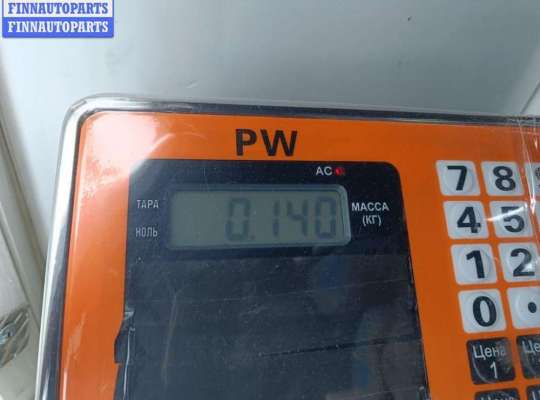 FINNAUTOPARTS
FINNAUTOPARTS
PW
AC
ТАРА
НОЛЬ
0.140
МАССА
(КГ)
7 8
4 5
1 2
0 .
Цена
1